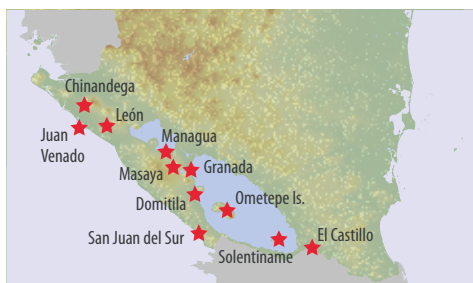 Chinandega
León
Juan
Venado
Managua
Masaya
Granada
Domitila
Ometepe Is.
San Juan del Sur
El Castillo
Solentiname